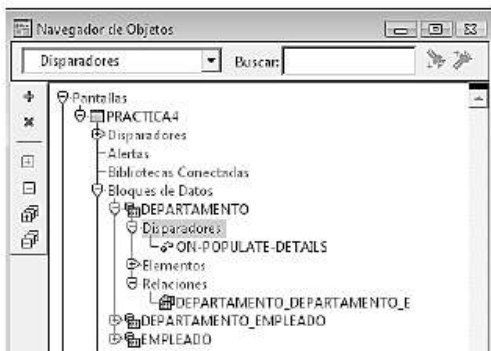 Navegador de Objetos
Disparadores Buscar:
Pantallas
PRACTICA4
Disparadores
Alertas
Bibliotecas Conectadas
Bloques de Datos
DEPARTAMENTO
Disparadores
ON-POPULATE-DETAILS
Elementos
Relaciones
DEPARTAMENTO_DEPARTAMENTO_E
DEPARTAMENTO_EMPLEADO
EMPLEADO